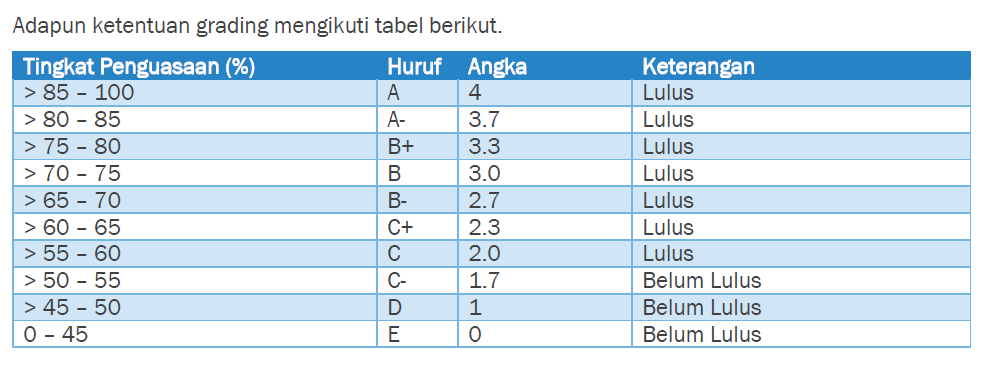 Adapun ketentuan grading mengikuti tabel berikut.
Tingkat Penguasaan (%) Huruf Angka Keterangan
> 85 – 100 A 4 Lulus
> 80 – 85 A- 3.7 Lulus
> 75 – 80 B+ 3.3 Lulus
> 70 – 75 B 3.0 Lulus
> 65 – 70 B- 2.7 Lulus
> 60 – 65 C+ 2.3 Lulus
> 55 – 60 C 2.0 Lulus
> 50 – 55 C- 1.7 Belum Lulus
> 45 – 50 D 1 Belum Lulus
0 – 45 E 0 Belum Lulus